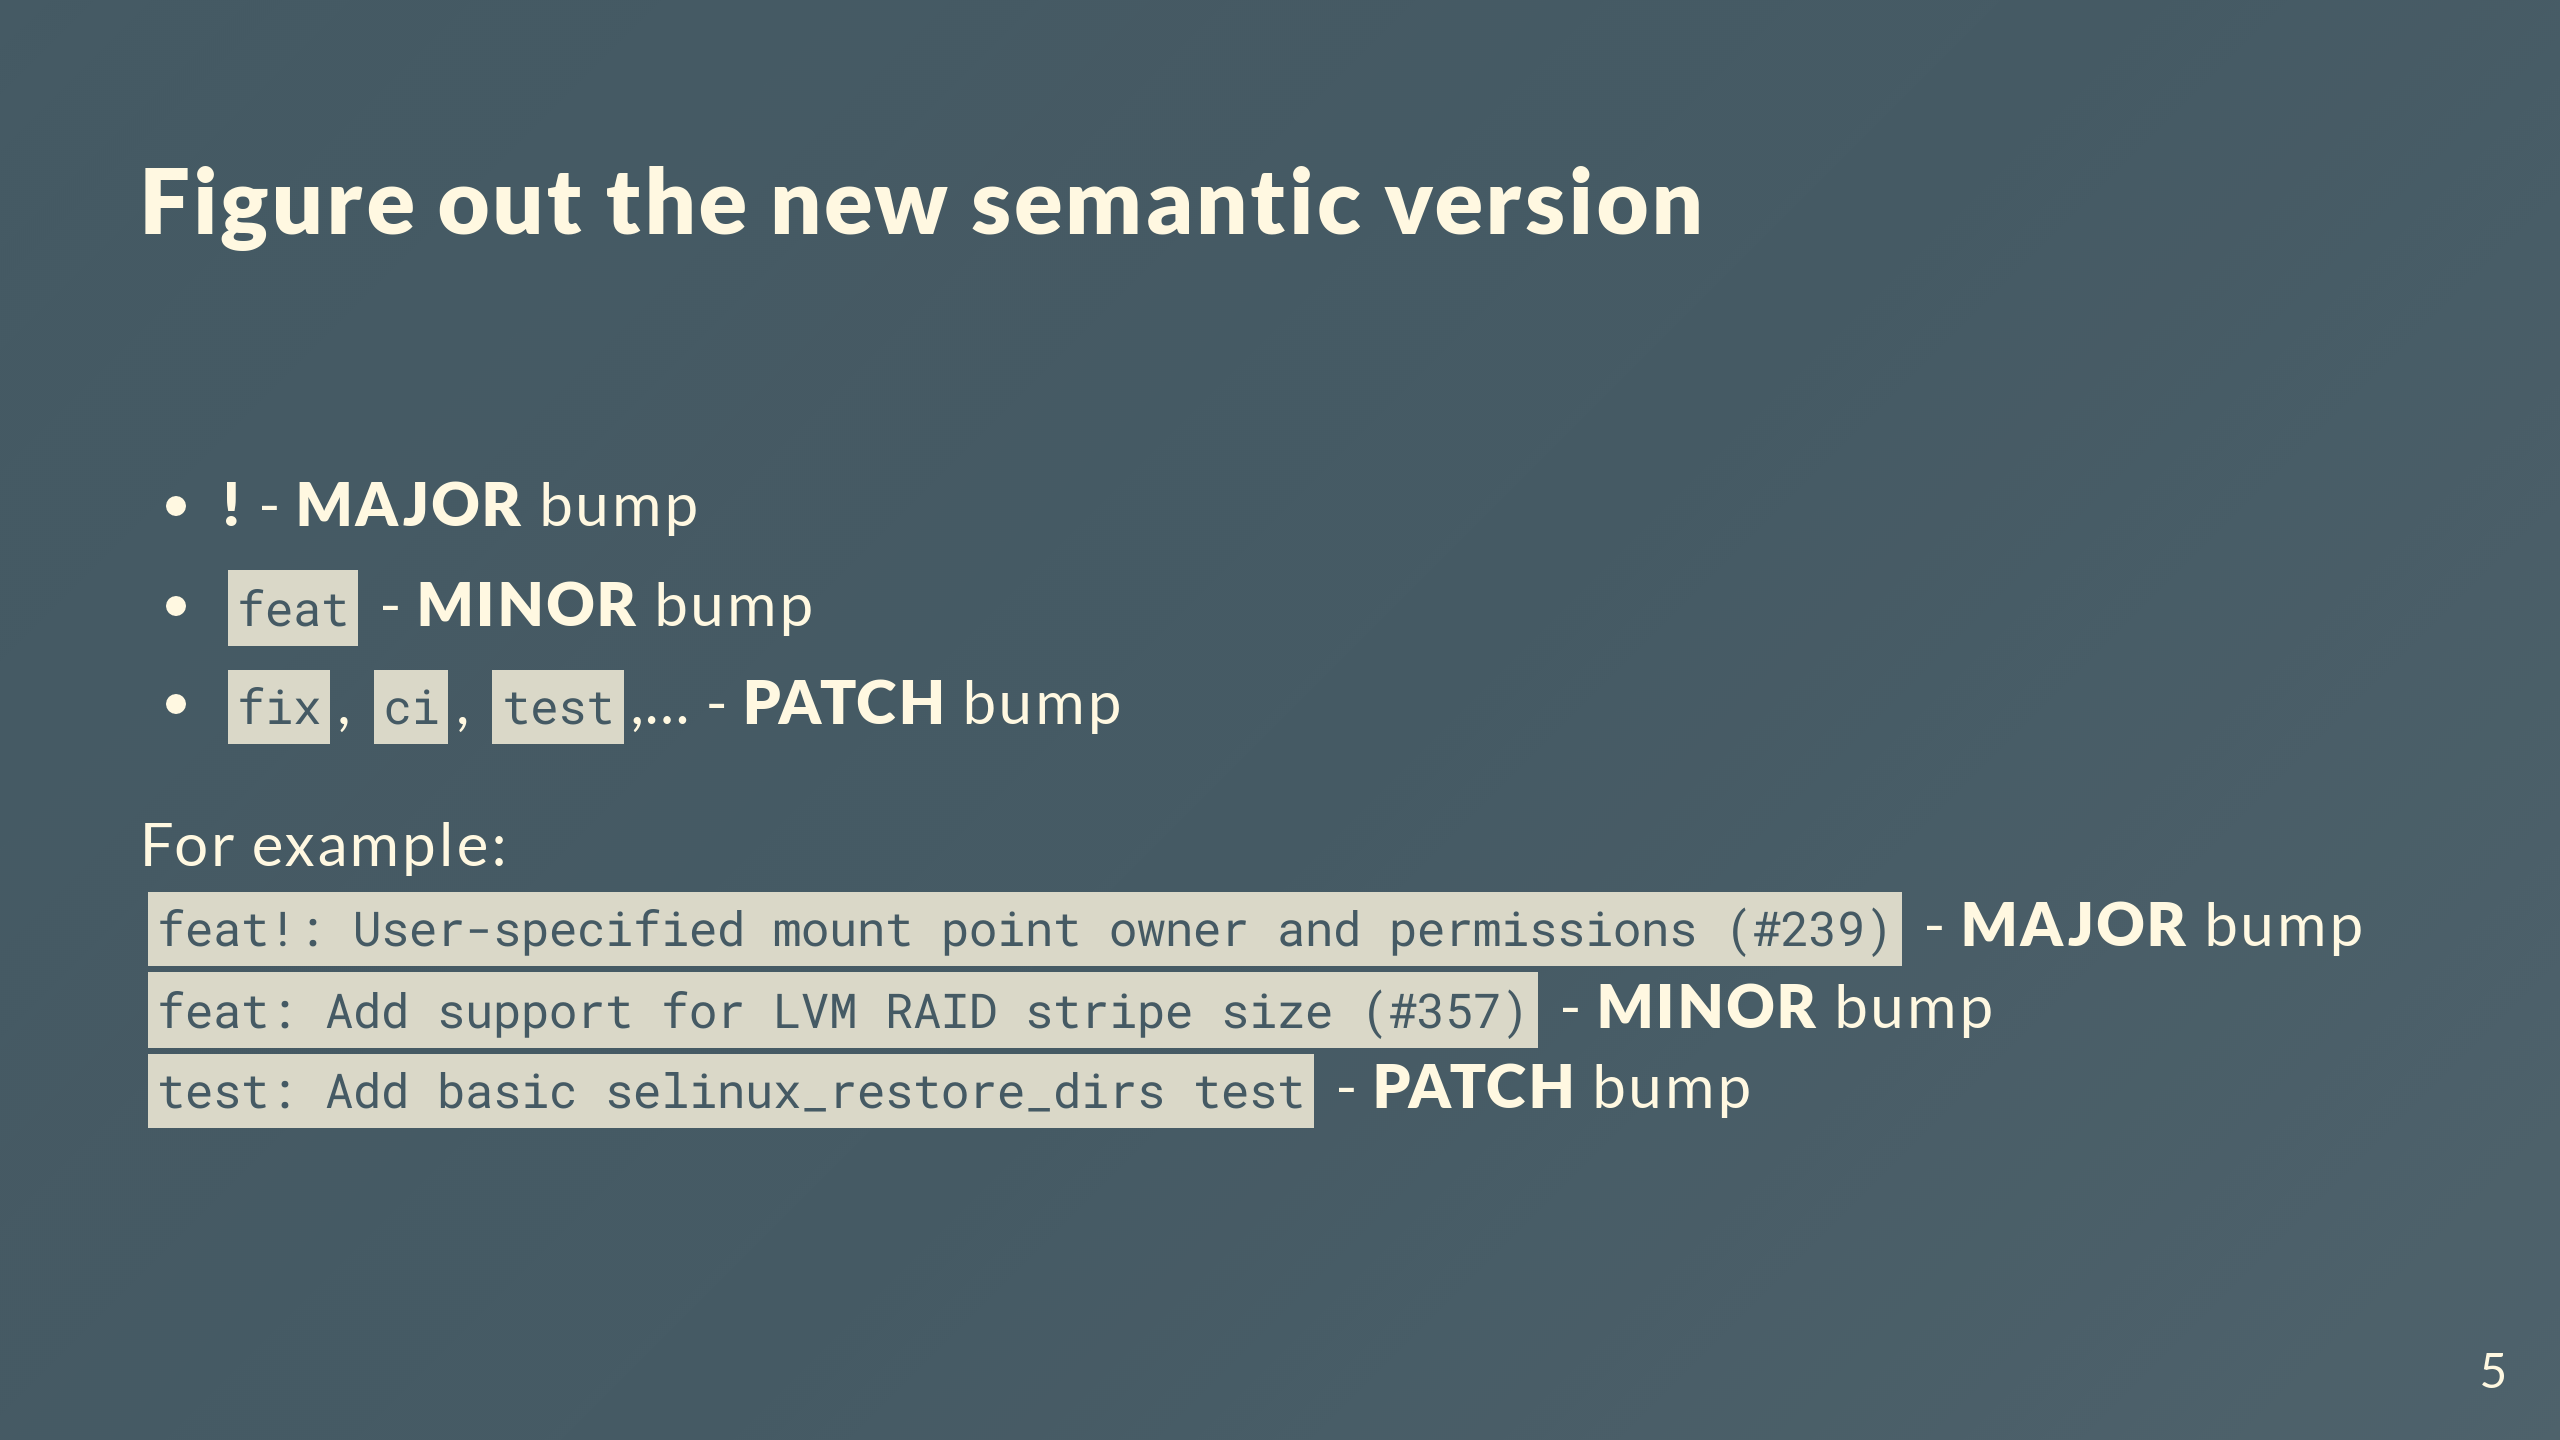 Figure out the new semantic version
• ! - MAJOR bump
• feat - MINOR bump
• fix, ci, test,... - PATCH bump
For example:
feat!: User-specified mount point owner and permissions (#239) - MAJOR bump
feat: Add support for LVM RAID stripe size (#357) - MINOR bump
test: Add basic selinux_restore_dirs test - PATCH bump
5